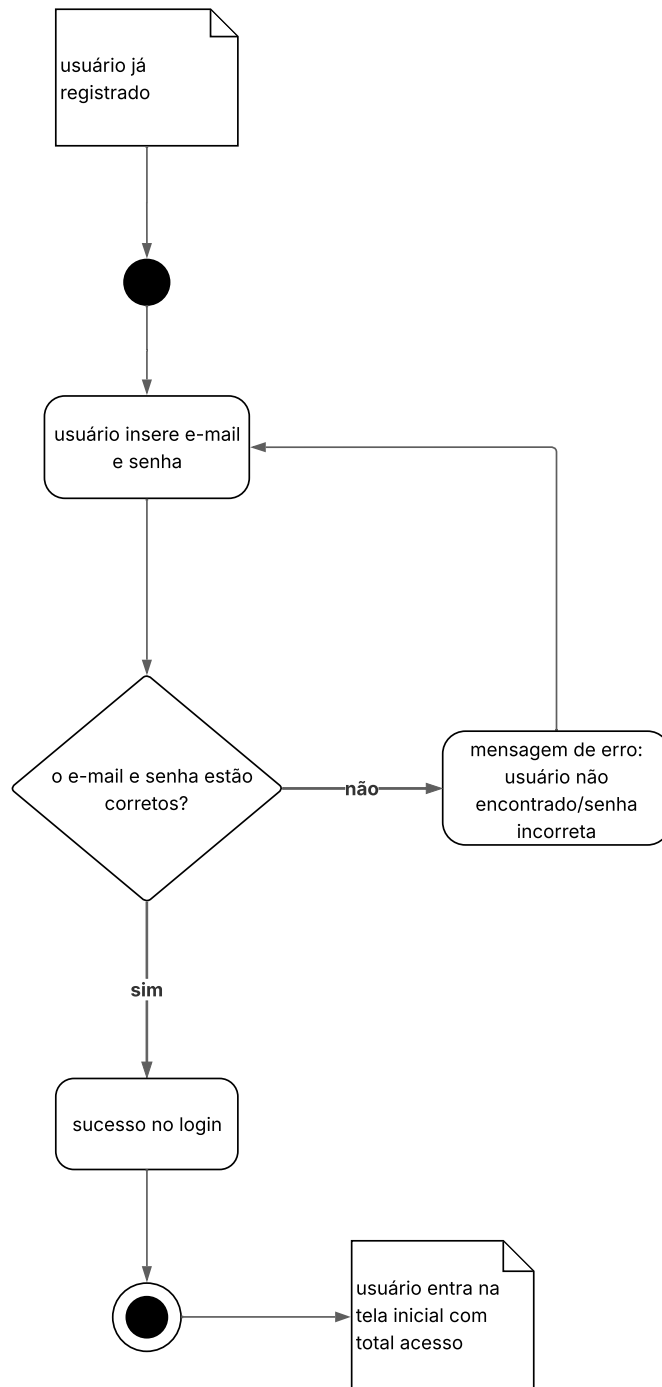 usuário já
registrado
usuário insere e-mail
e senha
o e-mail e senha estão
corretos?
não
mensagem de erro:
usuário não
encontrado/senha
incorreta
sim
sucesso no login
usuário entra na
tela inicial com
total acesso